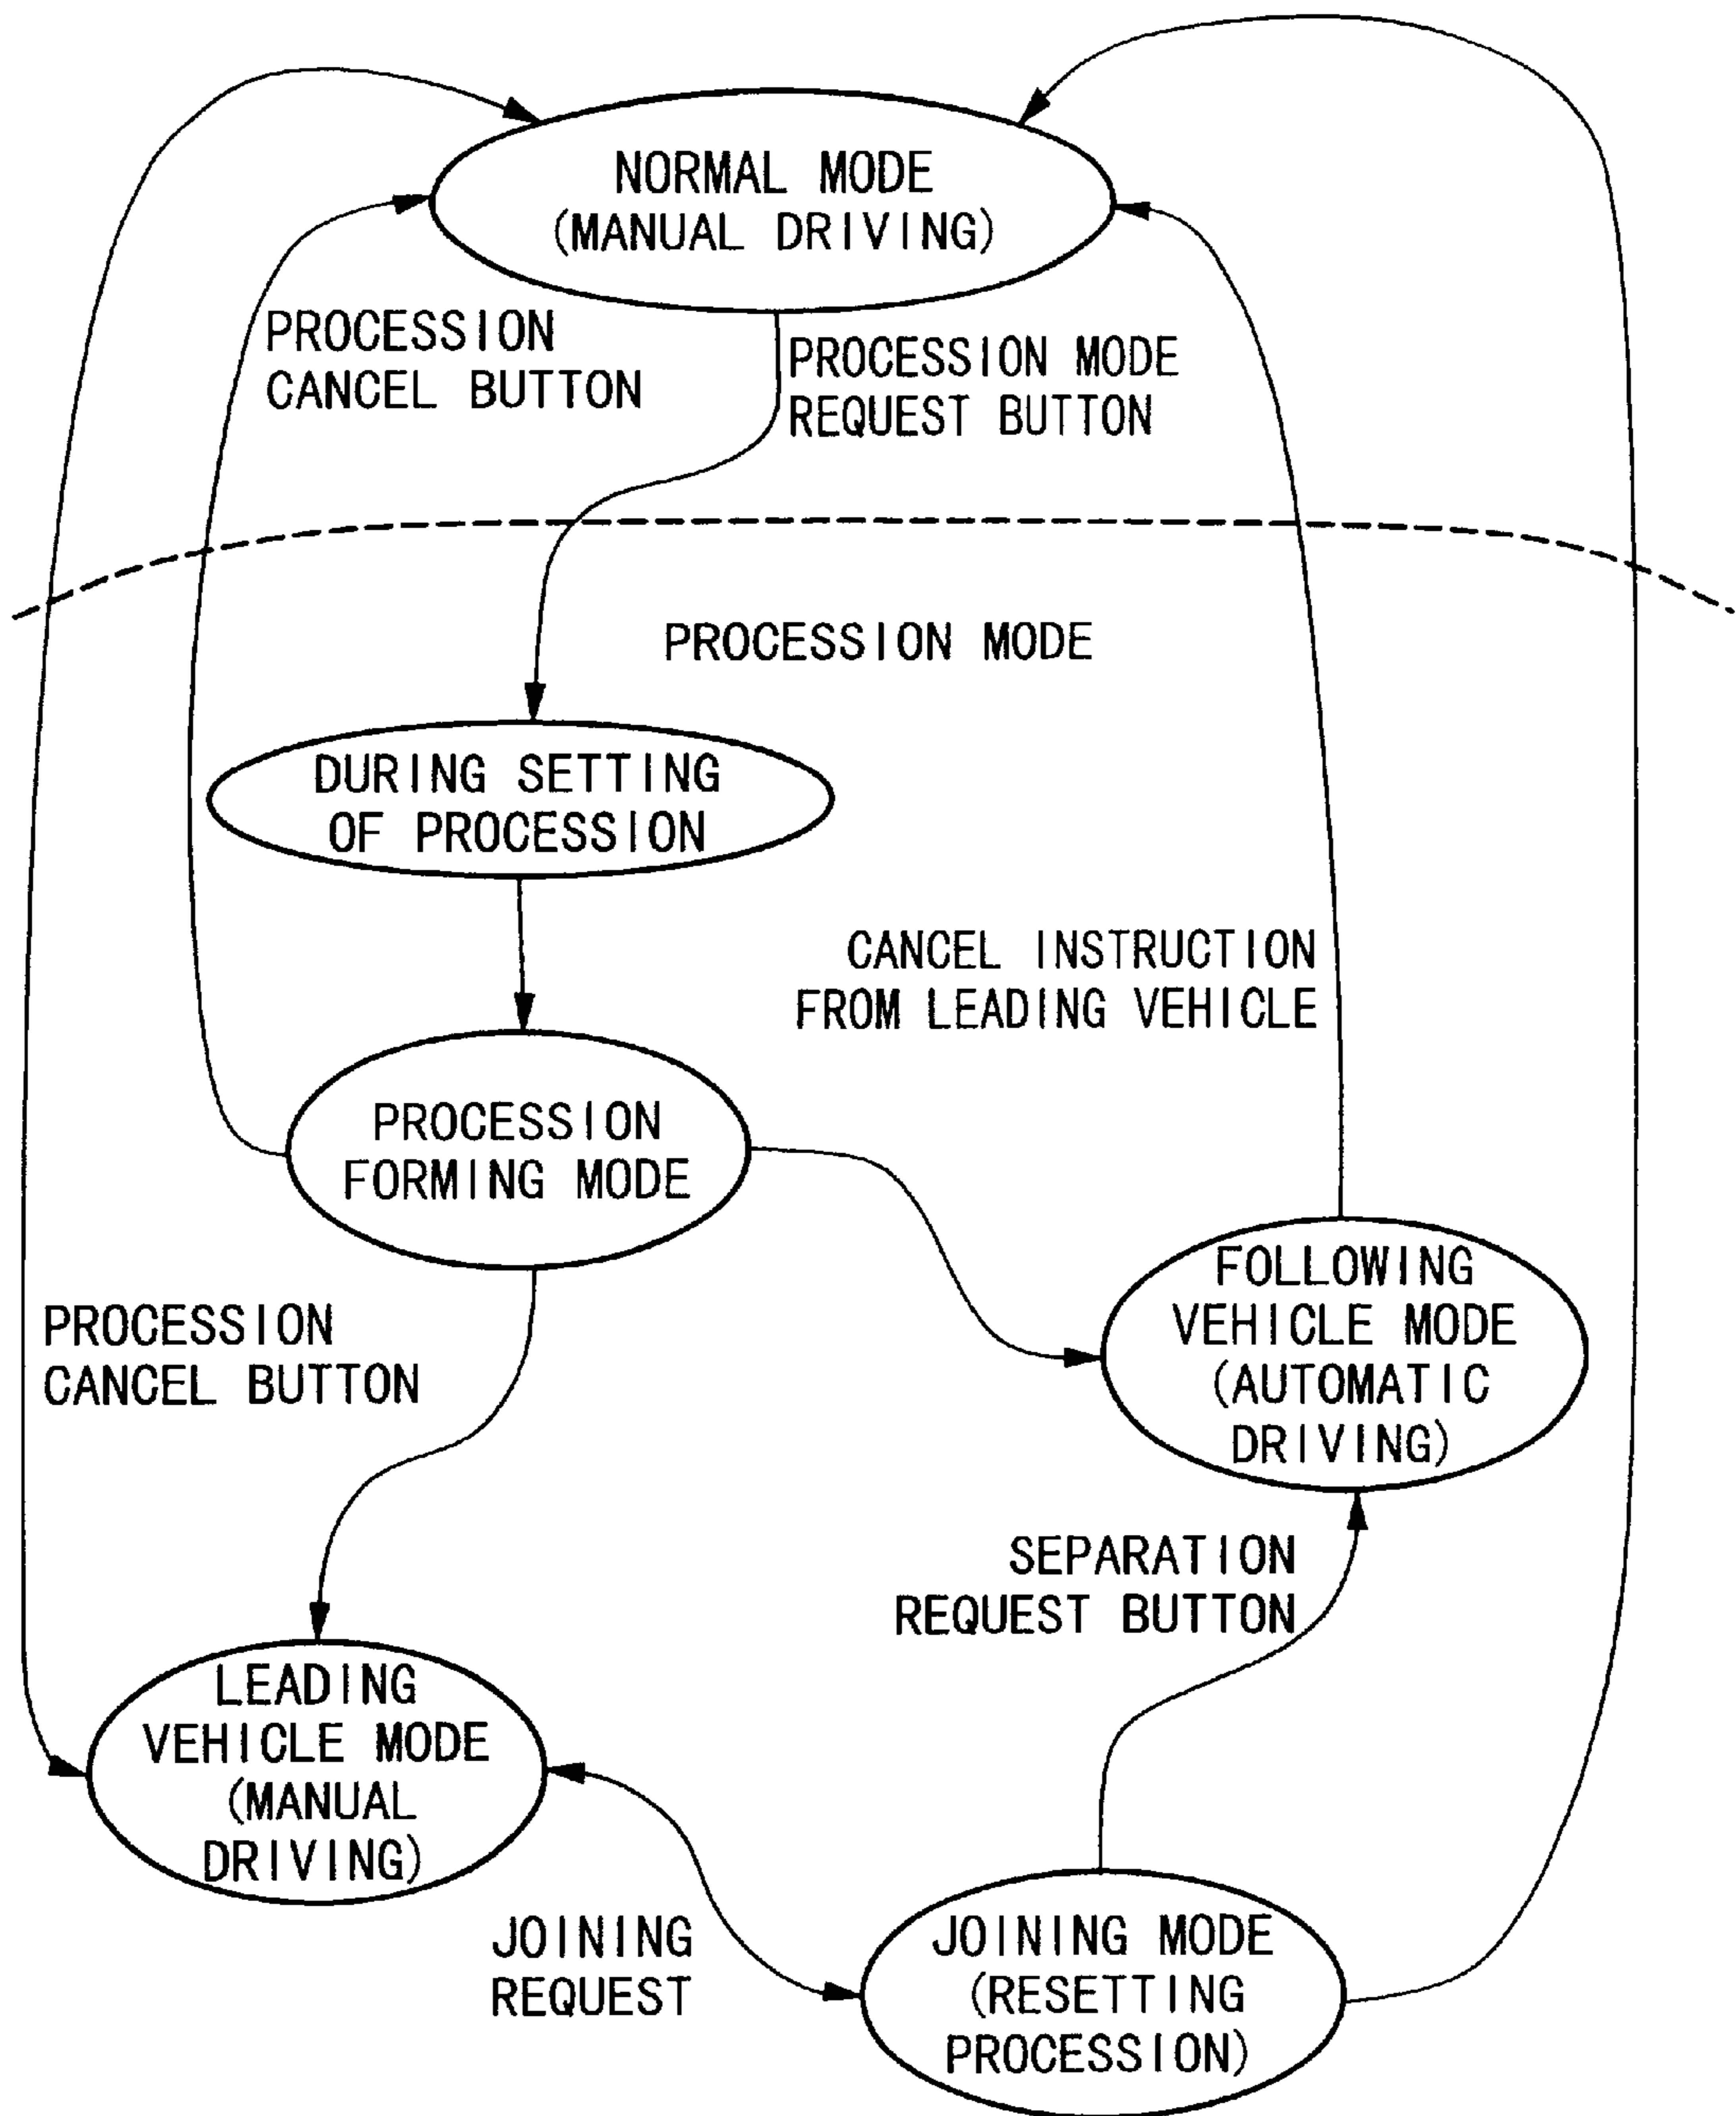 NORMAL MODE
(MANUAL DRIVING)
PROCESSION
CANCEL BUTTON
PROCESSION MODE
REQUEST BUTTON
PROCESSION MODE
DURING SETTING
OF PROCESSION
CANCEL INSTRUCTION
FROM LEADING VEHICLE
PROCESSION
FORMING MODE
FOLLOWING
VEHICLE MODE
(AUTOMATIC
DRIVING)
PROCESSION
CANCEL BUTTON
SEPARATION
REQUEST BUTTON
LEADING
VEHICLE MODE
(MANUAL
DRIVING)
JOINING
REQUEST
JOINING MODE
(RESETTING
PROCESSION)